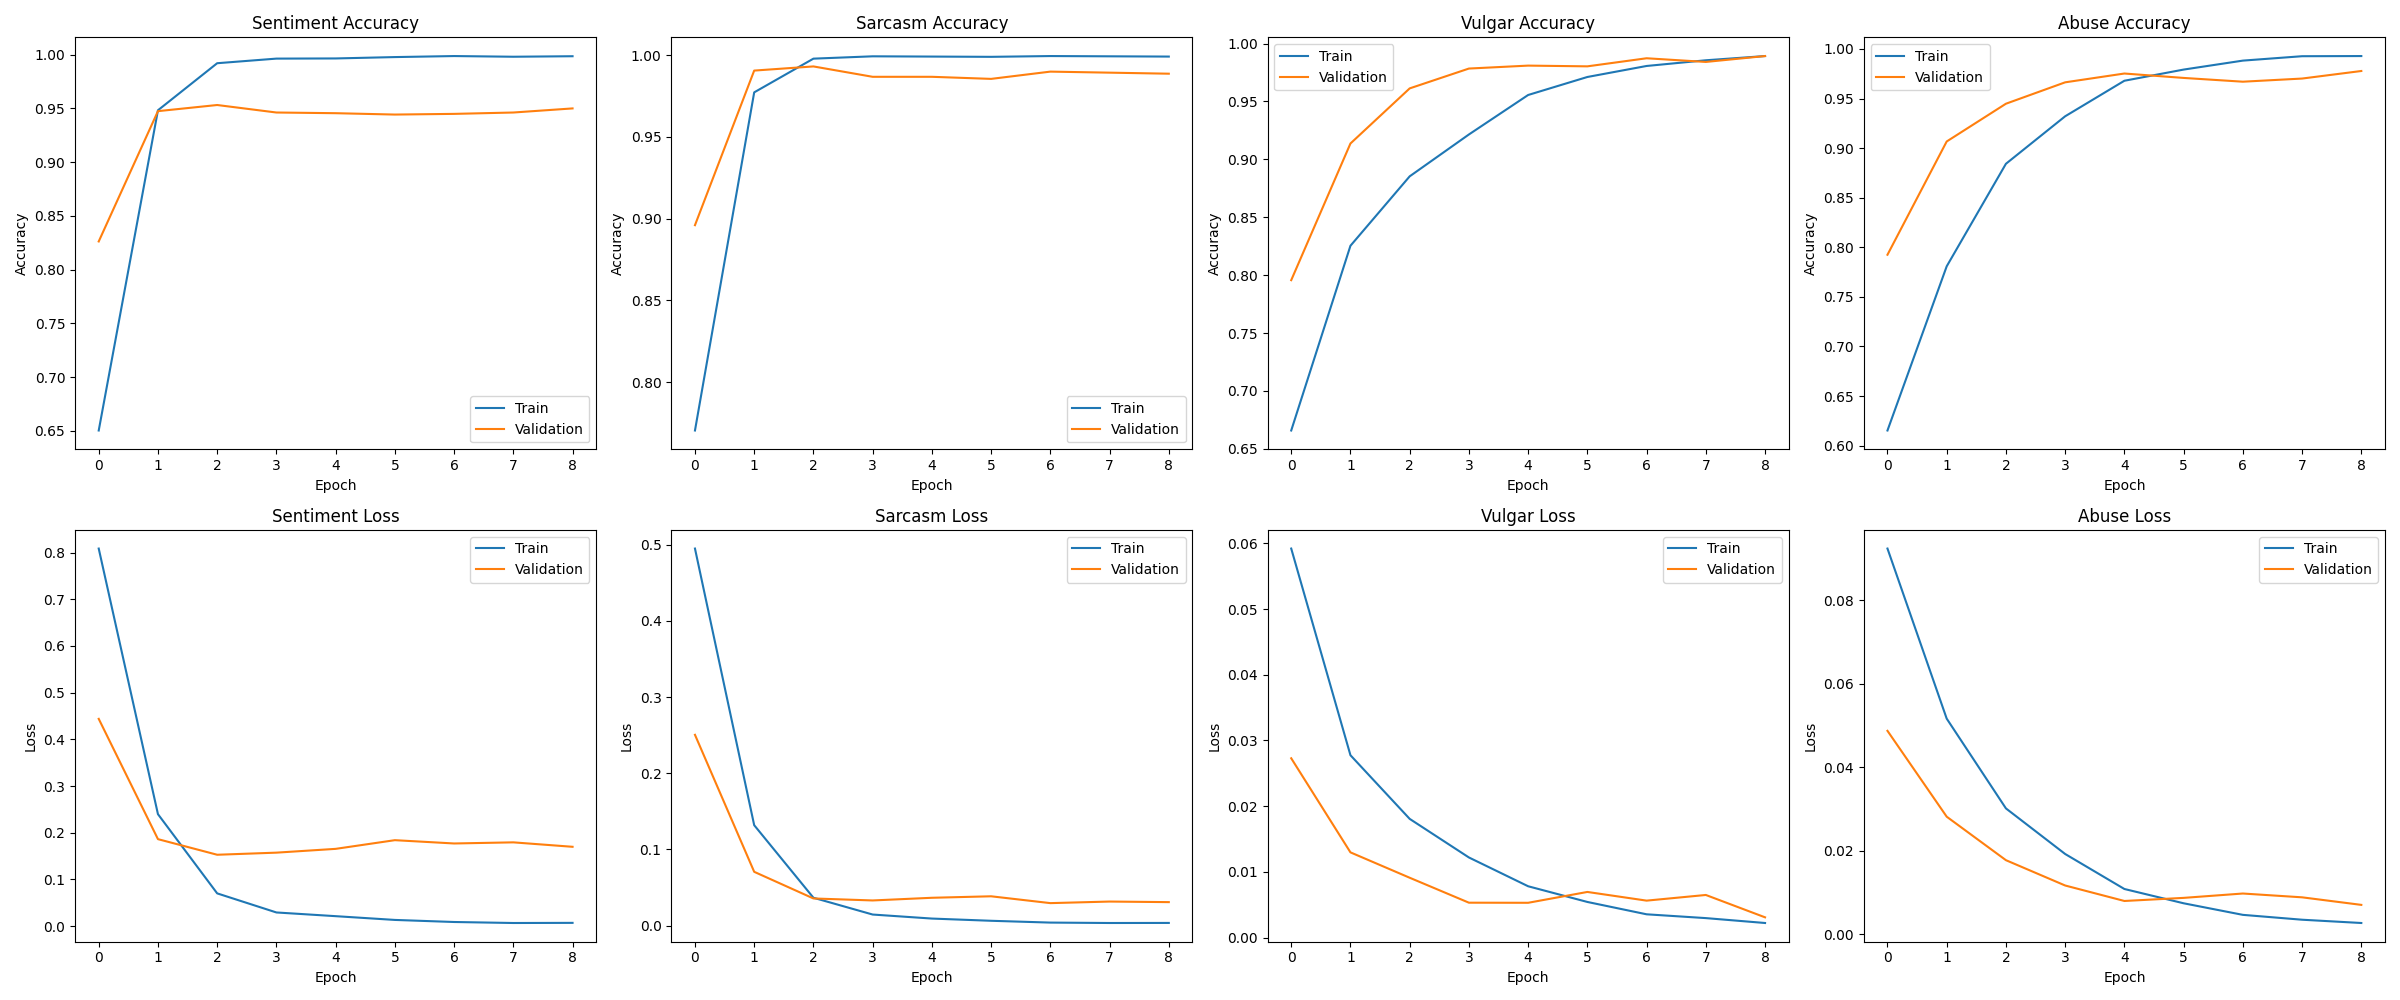 Sentiment Accuracy
Accuracy
1.00
0.95
0.90
0.85
0.80
0.75
0.70
0.65
Train
Validation
0 1 2 3 4 5 6 7 8
Epoch
Sarcasm Accuracy
Accuracy
1.00
0.95
0.90
0.85
0.80
Train
Validation
0 1 2 3 4 5 6 7 8
Epoch
Vulgar Accuracy
Accuracy
1.00
0.95
0.90
0.85
0.80
0.75
0.70
0.65
Train
Validation
0 1 2 3 4 5 6 7 8
Epoch
Abuse Accuracy
Accuracy
1.00
0.95
0.90
0.85
0.80
0.75
0.70
0.65
0.60
Train
Validation
0 1 2 3 4 5 6 7 8
Epoch
Sentiment Loss
Loss
0.8
0.7
0.6
0.5
0.4
0.3
0.2
0.1
0.0
Train
Validation
0 1 2 3 4 5 6 7 8
Epoch
Sarcasm Loss
Loss
0.5
0.4
0.3
0.2
0.1
0.0
Train
Validation
0 1 2 3 4 5 6 7 8
Epoch
Vulgar Loss
Loss
0.06
0.05
0.04
0.03
0.02
0.01
0.00
Train
Validation
0 1 2 3 4 5 6 7 8
Epoch
Abuse Loss
Loss
0.08
0.06
0.04
0.02
0.00
Train
Validation
0 1 2 3 4 5 6 7 8
Epoch